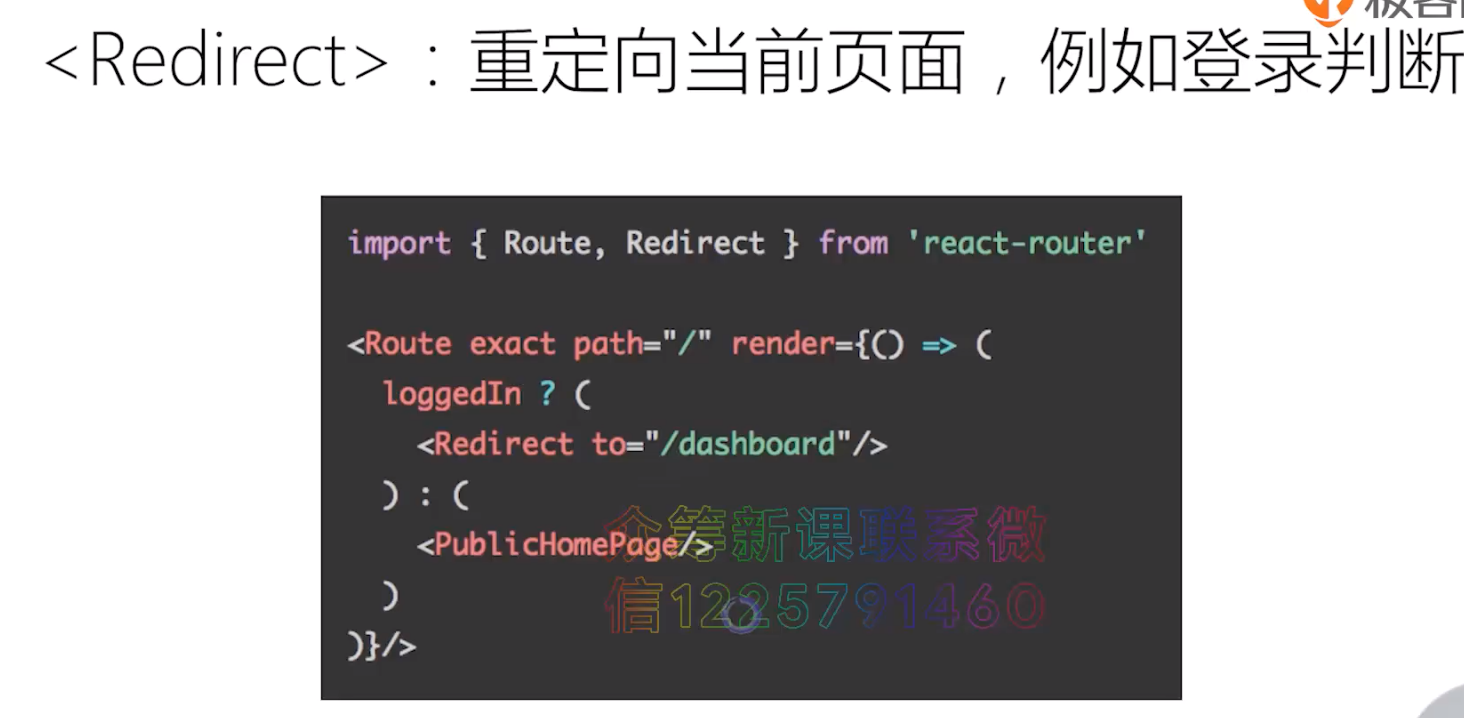 极客
<Redirect>：重定向当前页面，例如登录判断
import { Route, Redirect } from 'react-router'
<Route exact path="/" render={() => (
loggedIn ? (
<Redirect to="/dashboard"/>
) : (
<PublicHomePage/>
)
)}/>
众筹新课联系微
信1225791460